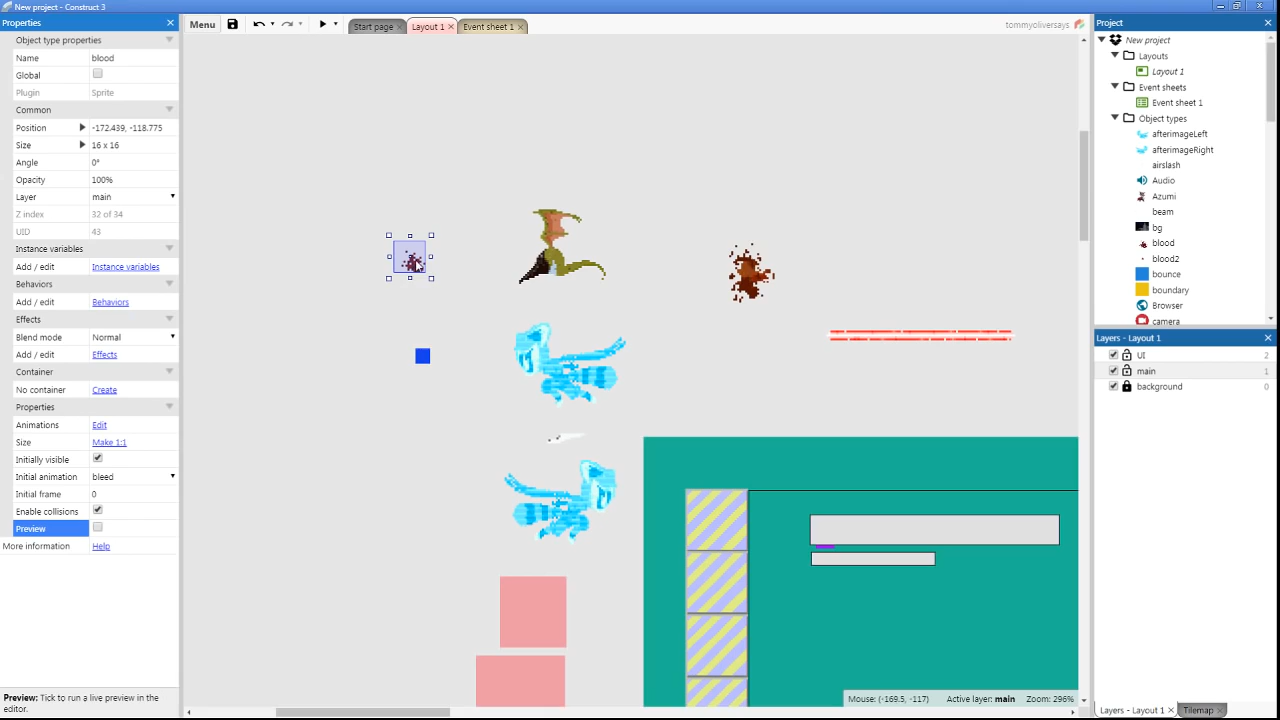 New project - Construct 3
Properties
Menu
Start page
Layout 1
Event sheet 1
tommyoliversays
Project
Object type properties
Name blood
Global
Plugin Sprite
Common
Position -172.439, -118.775
Size 16 x 16
Angle 0°
Opacity 100%
Layer main
Z index 32 of 34
UID 43
Instance variables
Add / edit Instance variables
Behaviors
Add / edit Behaviors
Effects
Blend mode Normal
Add / edit Effects
Container
No container Create
Properties
Animations Edit
Size Make 1:1
Initially visible
Initial animation bleed
Initial frame 0
Enable collisions
Preview
More information Help
Preview: Tick to run a live preview in the
editor.
New project
Layouts
Layout 1
Event sheets
Event sheet 1
Object types
afterimageLeft
afterimageRight
airslash
Audio
Azumi
beam
bg
blood
blood2
bounce
boundary
Browser
camera
Layers - Layout 1
UI 2
main 1
background 0
Mouse: (-169.5, -117) Active layer: main Zoom: 296%
Layers - Layout 1
Tilemap